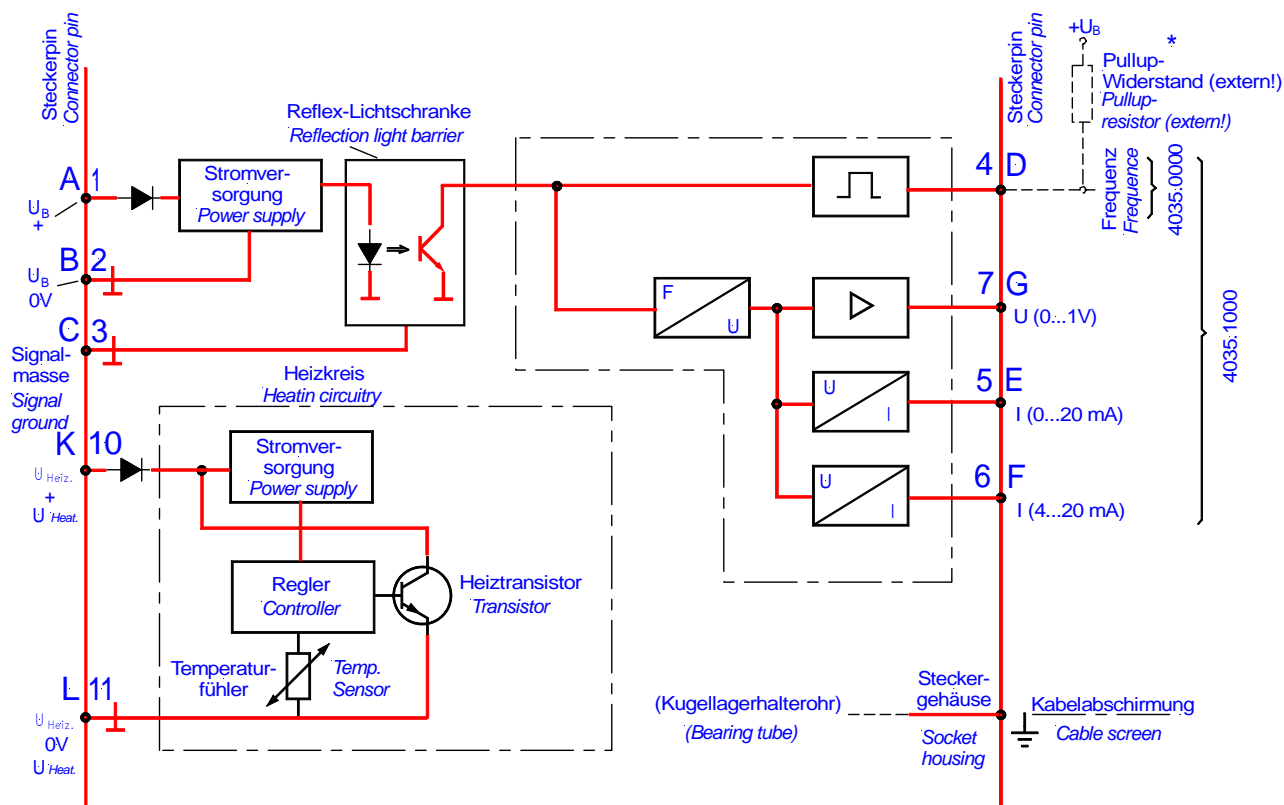 Steckerpin
Connector pin
Reflex-Lichtschranke
Reflection light barrier
A 1
UB
+
Stromver-
sorgung
Power supply
B 2
UB
0V
C 3
Signal-
masse
Signal
ground
Heizkreis
Heatin circuitry
K 10
U Heiz.
+
U Heat.
Stromver-
sorgung
Power supply
Regler
Controller
Heiztransistor
Transistor
Temperatur-
fühler
Temp.
Sensor
L 11
U Heiz.
0V
U Heat.
F
U
U
I
U
I
Steckerpin
Connector pin
+UB
*
Pullup-
Widerstand (extern!)
Pullup-
resistor (extern!)
4 D
Frequenz
Frequence
4035.0000
7 G
U (0...1V)
4035.1000
5 E
I (0...20 mA)
6 F
I (4...20 mA)
(Kugellagerhalterohr)
(Bearing tube)
Stecker-
gehäuse
Socket
housing
Kabelabschirmung
Cable screen